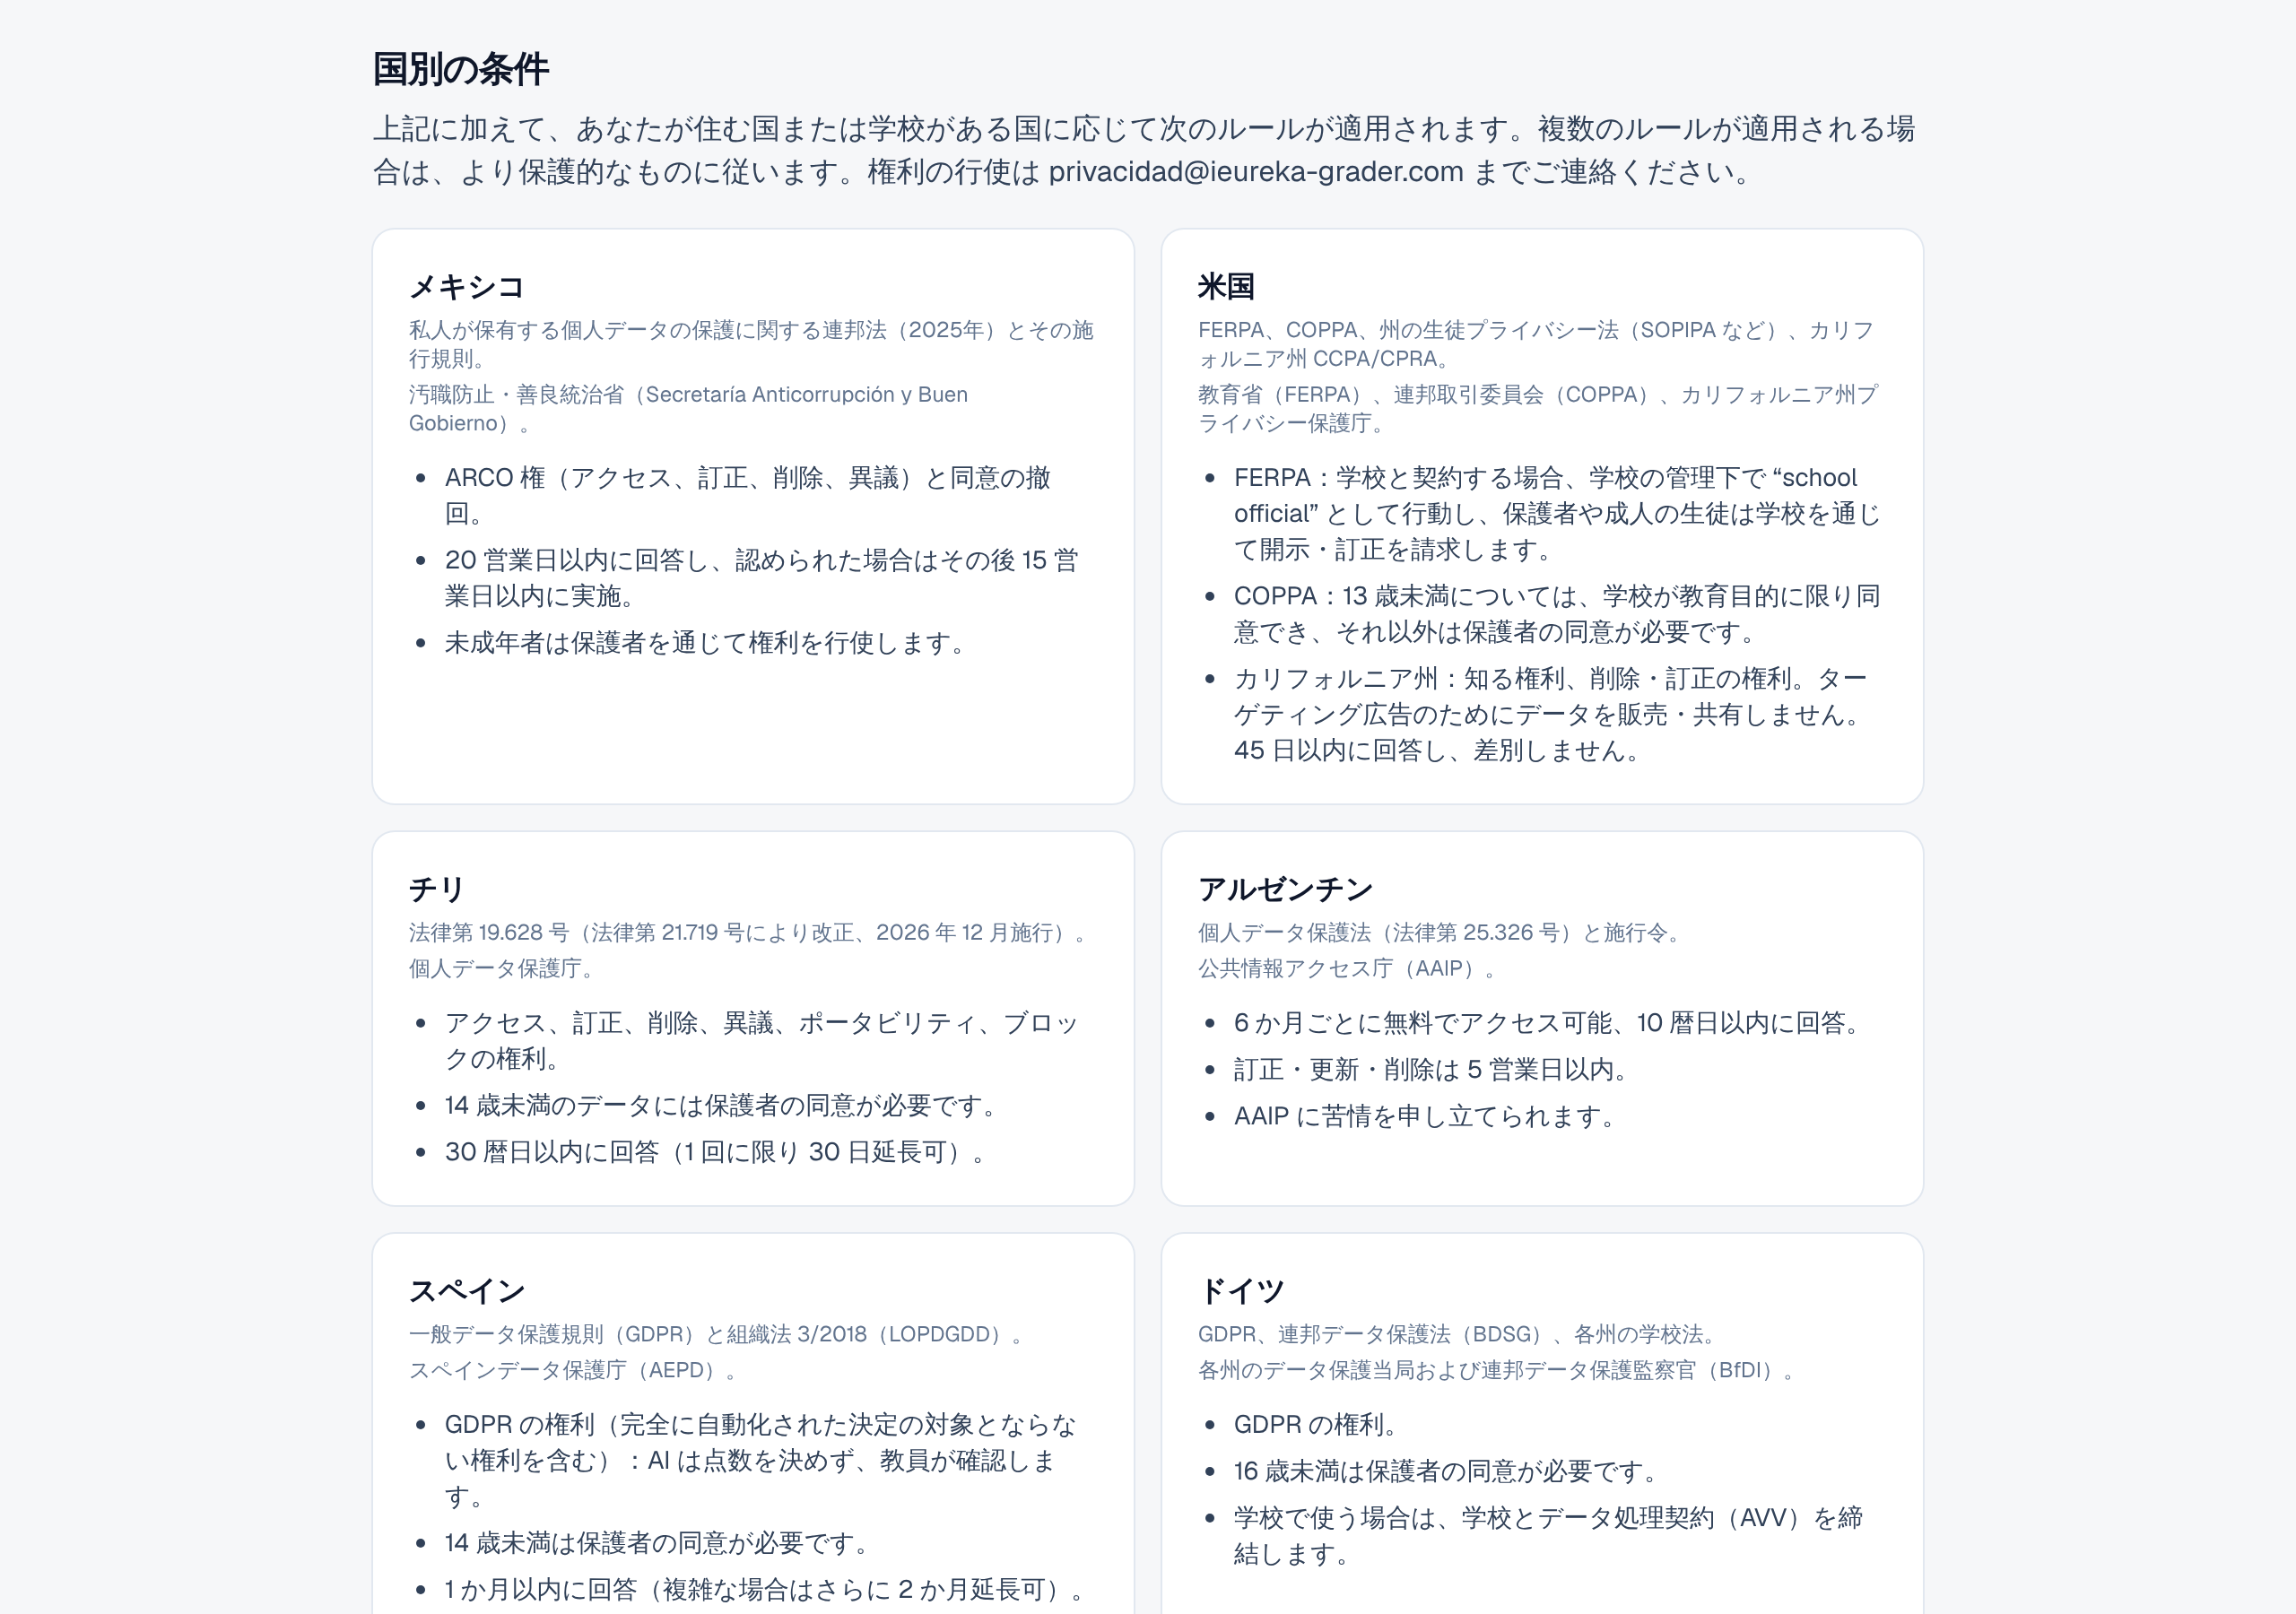 国別の条件
上記に加えて、あなたが住む国または学校がある国に応じて次のルールが適用されます。複数のルールが適用される場
合は、より保護的なものに従います。権利の行使は privacidad@ieureka-grader.com までご連絡ください。
メキシコ
私人が保有する個人データの保護に関する連邦法（2025年）とその施
行規則。
汚職防止・善良統治省（Secretaría Anticorrupción y Buen
Gobierno）。
ARCO 権（アクセス、訂正、削除、異議）と同意の撤
回。
20 営業日以内に回答し、認められた場合はその後 15 営
業日以内に実施。
未成年者は保護者を通じて権利を行使します。
米国
FERPA、COPPA、州の生徒プライバシー法（SOPIPA など）、カリフ
ォルニア州 CCPA/CPRA。
教育省（FERPA）、連邦取引委員会（COPPA）、カリフォルニア州プ
ライバシー保護庁。
FERPA：学校と契約する場合、学校の管理下で “school
official” として行動し、保護者や成人の生徒は学校を通じ
て開示・訂正を請求します。
COPPA：13 歳未満については、学校が教育目的に限り同
意でき、それ以外は保護者の同意が必要です。
カリフォルニア州：知る権利、削除・訂正の権利。ター
ゲティング広告のためにデータを販売・共有しません。
45 日以内に回答し、差別しません。
チリ
法律第 19.628 号（法律第 21.719 号により改正、2026 年 12 月施行）。
個人データ保護庁。
アクセス、訂正、削除、異議、ポータビリティ、ブロッ
クの権利。
14 歳未満のデータには保護者の同意が必要です。
30 暦日以内に回答（1 回に限り 30 日延長可）。
アルゼンチン
個人データ保護法（法律第 25.326 号）と施行令。
公共情報アクセス庁（AAIP）。
6 か月ごとに無料でアクセス可能、10 暦日以内に回答。
訂正・更新・削除は 5 営業日以内。
AAIP に苦情を申し立てられます。
スペイン
一般データ保護規則（GDPR）と組織法 3/2018（LOPDGDD）。
スペインデータ保護庁（AEPD）。
GDPR の権利（完全に自動化された決定の対象とならな
い権利を含む）：AI は点数を決めず、教員が確認しま
す。
14 歳未満は保護者の同意が必要です。
1 か月以内に回答（複雑な場合はさらに 2 か月延長可）。
ドイツ
GDPR、連邦データ保護法（BDSG）、各州の学校法。
各州のデータ保護当局および連邦データ保護監察官（BfDI）。
GDPR の権利。
16 歳未満は保護者の同意が必要です。
学校で使う場合は、学校とデータ処理契約（AVV）を締
結します。